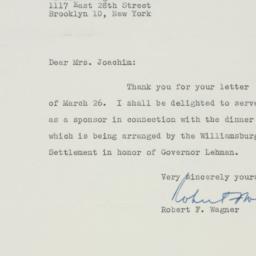 1117 East 28th Street
Brooklyn 10, New York
Dear Mrs. Joachim:
Thank you for your letter
of March 26. I shall be delighted to serve
as a sponsor in connection with the dinner
which is being arranged by the Williamsburg
Settlement in honor of Governor Lehman.
Very sincerely yours
Robert F. Wagner